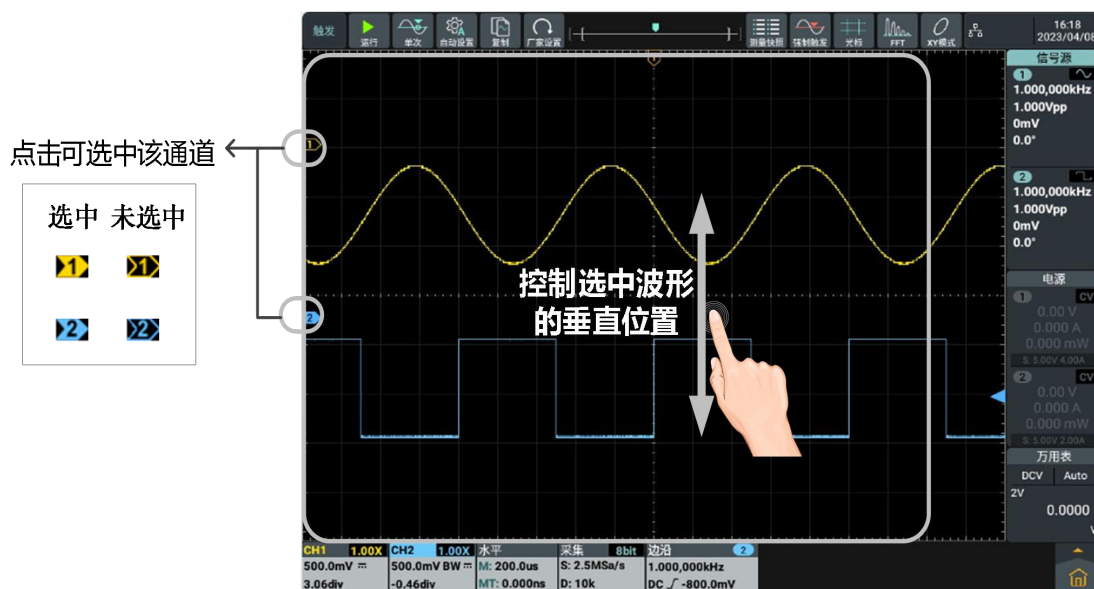 触发
运行
单次
自动设置
复制
厂家设置
测量快照
强制触发
光标
FFT
XY模式
16:18
2023/04/08
点击可选中该通道
选中 未选中
1 1
2 2
1
2
控制选中波形
的垂直位置
信号源
1
1.000,000kHz
1.000Vpp
0mV
0.0°
2
1.000,000kHz
1.000Vpp
0mV
0.0°
电源
1 CV
0.00 V
0.000 A
0.000 mW
S: 5.00V 4.00A
2 CV
0.00 V
0.000 A
0.000 mW
S: 5.00V 2.00A
万用表
DCV Auto
2V
0.0000
CH1 1.00X CH2 1.00X 水平 采集 8bit 边沿 2
500.0mV 500.0mV BW M: 200.0us S: 2.5MSa/s 1.000,000kHz
3.06div -0.46div MT: 0.000ns D: 10k DC -800.0mV